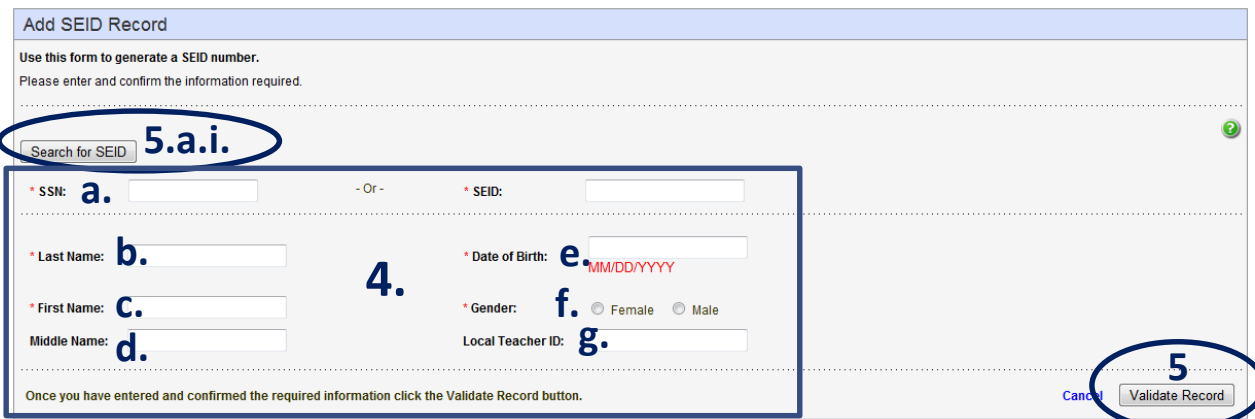 Add SEID Record
Use this form to generate a SEID number.
Please enter and confirm the information required.
Search for SEID 5.a.i.
* SSN: a. - Or - * SEID:
* Last Name: b. * Date of Birth: e.
MM/DD/YYYY
4.
* First Name: c. * Gender: f. Female Male
Middle Name: d. Local Teacher ID: g.
5
Once you have entered and confirmed the required information click the Validate Record button. Cancel Validate Record